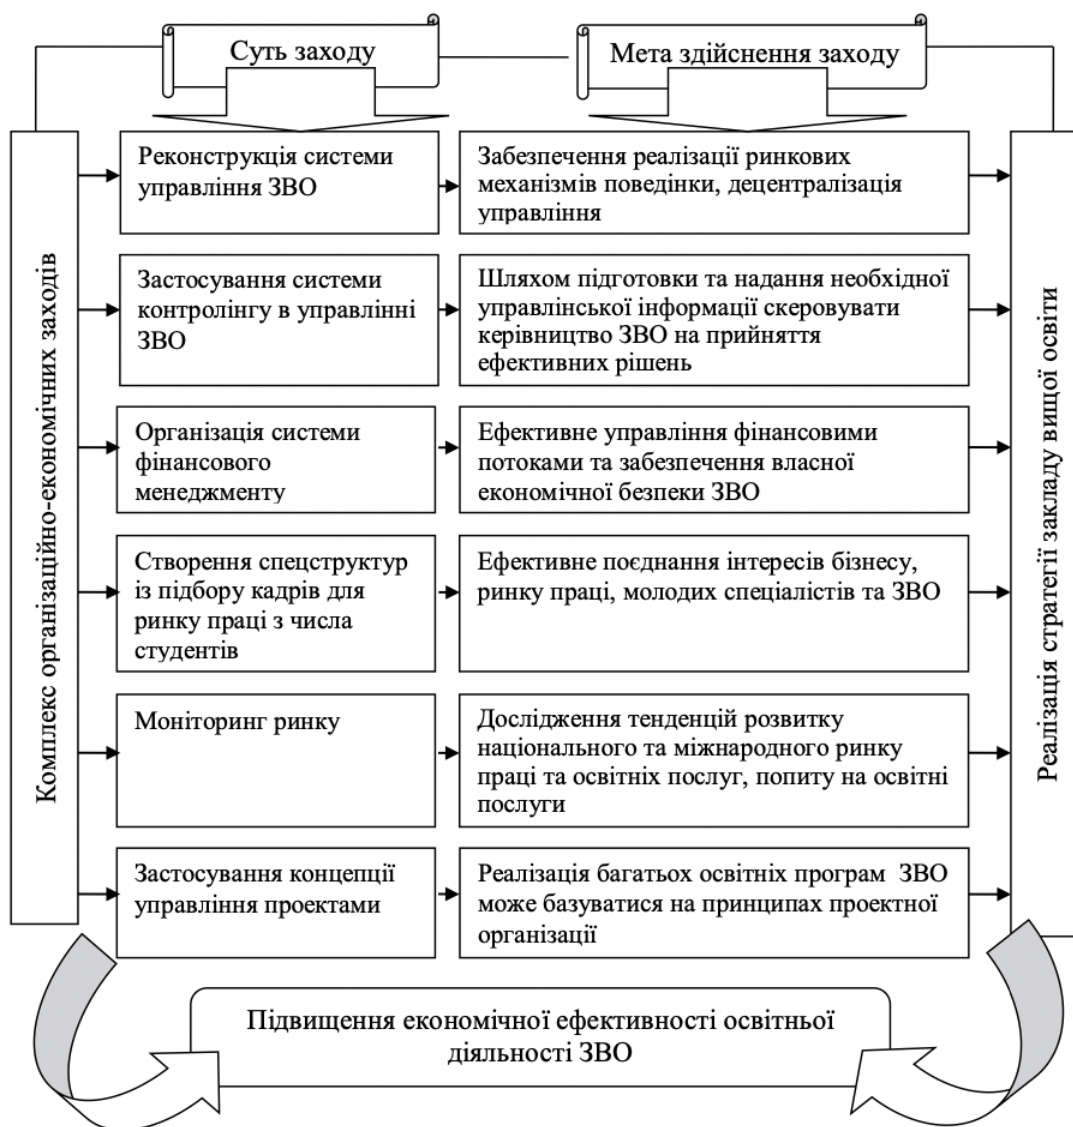 Суть заходу
Мета здійснення заходу
Комплекс організаційно-економічних заходів
Реконструкція системи
управління ЗВО
Забезпечення реалізації ринкових
механізмів поведінки, децентралізація
управління
Застосування системи
контролінгу в управлінні
ЗВО
Шляхом підготовки та надання необхідної
управлінської інформації скеровувати
керівництво ЗВО на прийняття
ефективних рішень
Організація системи
фінансового
менеджменту
Ефективне управління фінансовими
потоками та забезпечення власної
економічної безпеки ЗВО
Створення спецструктур
із підбору кадрів для
ринку праці з числа
студентів
Ефективне поєднання інтересів бізнесу,
ринку праці, молодих спеціалістів та ЗВО
Моніторинг ринку
Дослідження тенденцій розвитку
національного та міжнародного ринку
праці та освітніх послуг, попиту на освітні
послуги
Застосування концепції
управління проектами
Реалізація багатьох освітніх програм ЗВО
може базуватися на принципах проектної
організації
Реалізація стратегії закладу вищої освіти
Підвищення економічної ефективності освітньої
діяльності ЗВО